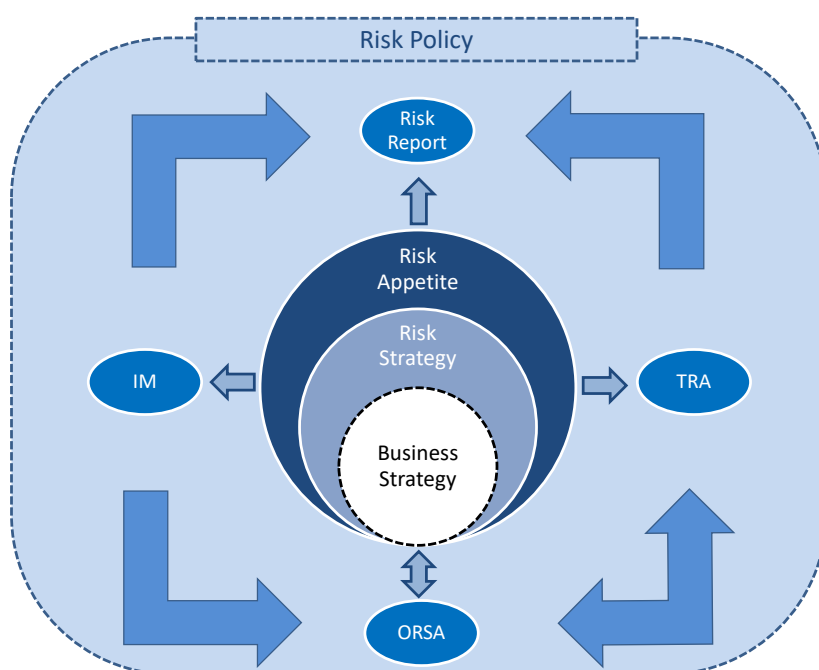 Risk Policy
Risk
Report
Risk
Appetite
Risk
Strategy
IM
TRA
Business
Strategy
ORSA